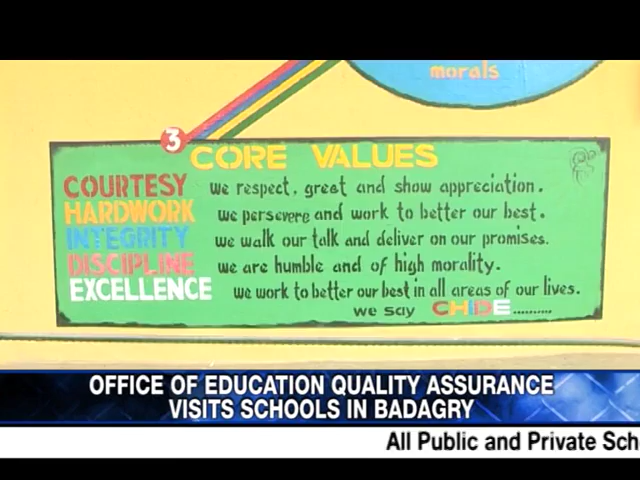 morals
3
CORE VALUES
COURTESY we respect, greet and show appreciation.
HARDWORK we persevere and work to better our best.
INTEGRITY we walk our talk and deliver on our promises.
DISCIPLINE we are humble and of high morality.
EXCELLENCE we work to better our best in all areas of our lives.
we say CHIDE..........
OFFICE OF EDUCATION QUALITY ASSURANCE
VISITS SCHOOLS IN BADAGRY
All Public and Private Sch